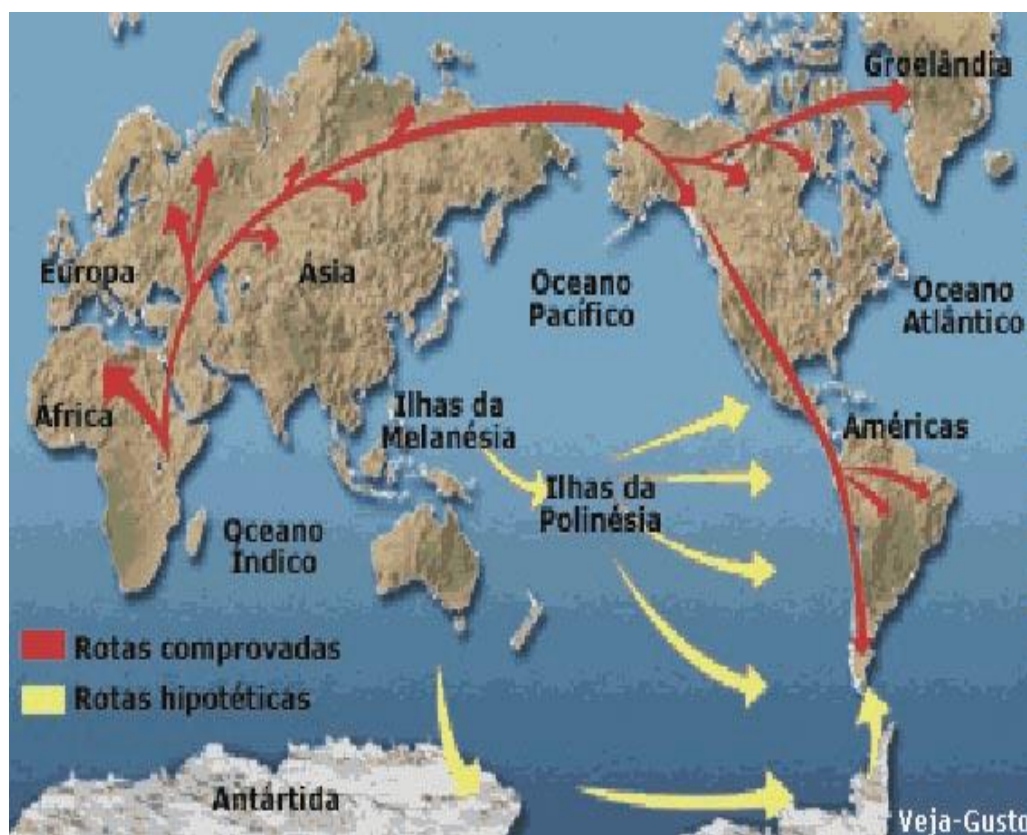 Groelândia
Europa
Ásia
Oceano
Pacífico
Oceano
Atlântico
África
Ilhas da
Melanésia
Américas
Ilhas da
Polinésia
Oceano
Índico
Rotas comprovadas
Rotas hipotéticas
Antártida
Veja-Gusto